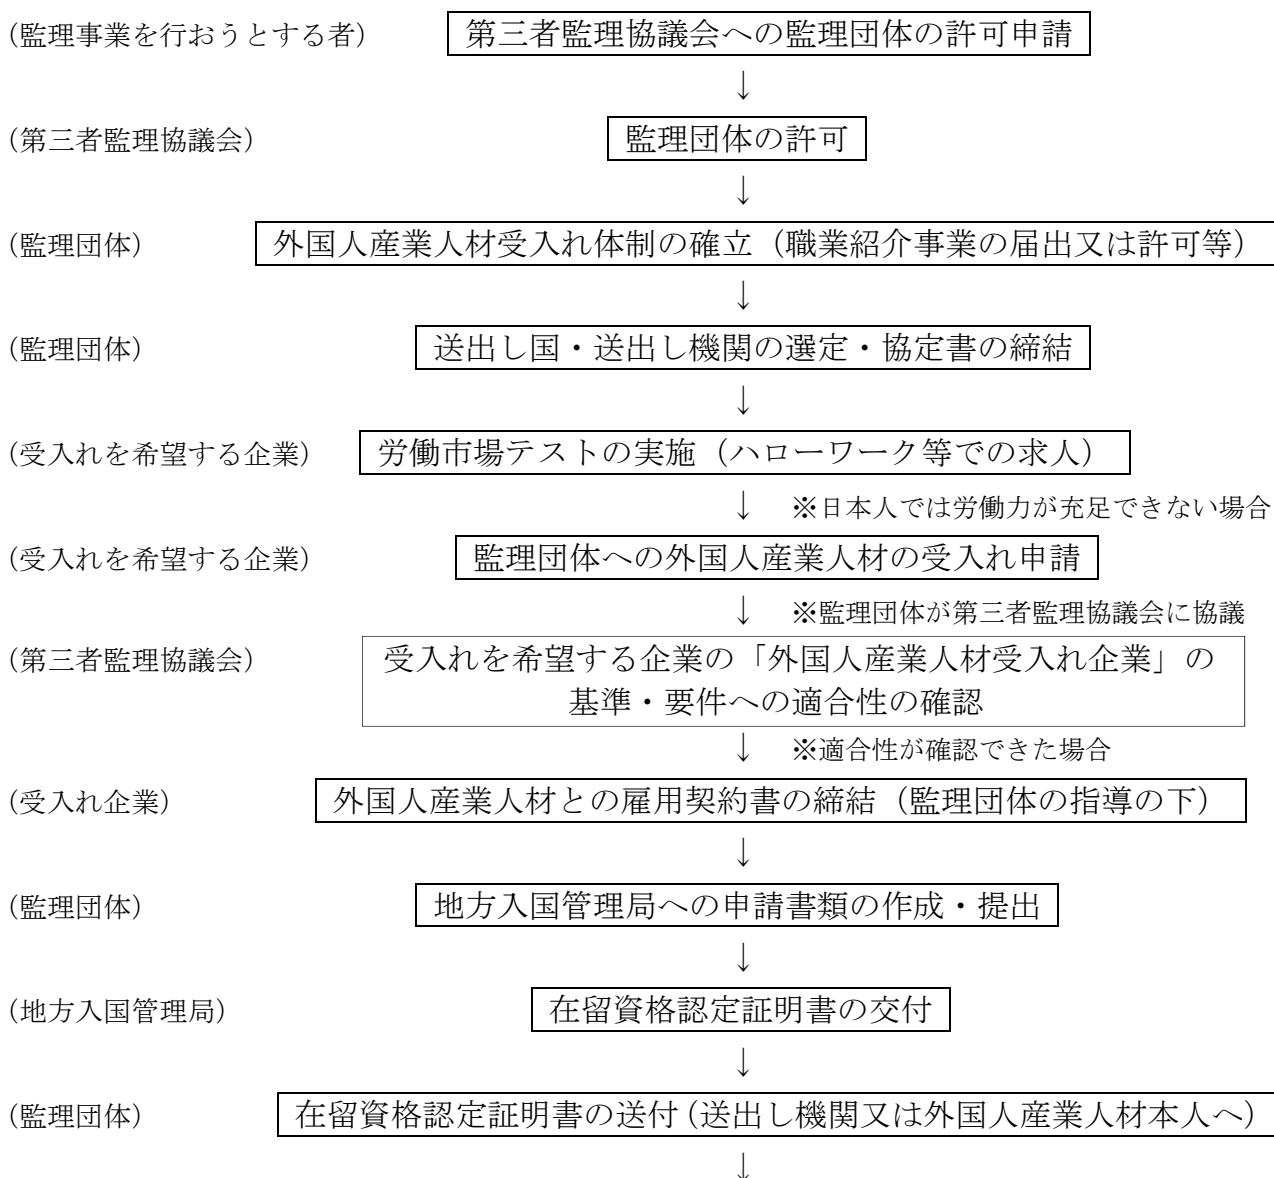 (監理事業を行おうとする者) 第三者監理協議会への監理団体の許可申請
↓
(第三者監理協議会) 監理団体の許可
↓
(監理団体) 外国人産業人材受入れ体制の確立（職業紹介事業の届出又は許可等）
↓
(監理団体) 送出し国・送出し機関の選定・協定書の締結
↓
(受入れを希望する企業) 労働市場テストの実施（ハローワーク等での求人）
↓ ※日本人では労働力が充足できない場合
(受入れを希望する企業) 監理団体への外国人産業人材の受入れ申請
↓ ※監理団体が第三者監理協議会に協議
(第三者監理協議会) 受入れを希望する企業の「外国人産業人材受入れ企業」の
基準・要件への適合性の確認
↓ ※適合性が確認できた場合
(受入れ企業) 外国人産業人材との雇用契約書の締結（監理団体の指導の下）
↓
(監理団体) 地方入国管理局への申請書類の作成・提出
↓
(地方入国管理局) 在留資格認定証明書の交付
↓
(監理団体) 在留資格認定証明書の送付（送出し機関又は外国人産業人材本人へ）
↓